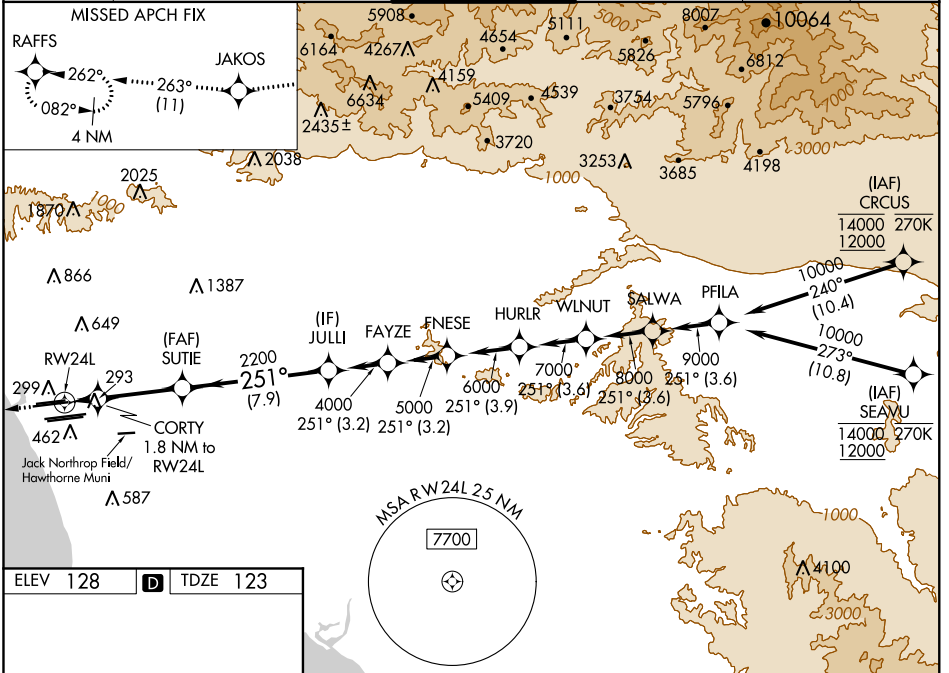 MISSED APCH FIX
RAFFS
JAKOS
262°
263°
(11)
082°
4 NM
5908
6164
4267
4654
5111
5826
8007
10064
6812
7000
5000
6634
4159
5409
4539
3754
5796
2435±
3720
3253
3685
4198
3000
1000
2038
2025
1870
1000
866
1387
649
(IAF)
CRCUS
14000 270K
12000
10000
240°
(10.4)
PFILA
SALWA
WLNUT
HURLR
ENESE
FAYZE
(IF)
JULLI
(FAF)
SUTIE
RW24L
2200
251°
(7.9)
4000
251° (3.2)
5000
251° (3.2)
6000
251° (3.9)
7000
251° (3.6)
8000
251° (3.6)
9000
251° (3.6)
10000
273°
(10.8)
(IAF)
SEAVU
14000 270K
12000
299
293
462
CORTY
1.8 NM to
RW24L
Jack Northrop Field/
Hawthorne Muni
587
MSA RW24L 25 NM
7700
1000
4100
3000
ELEV 128 D TDZE 123